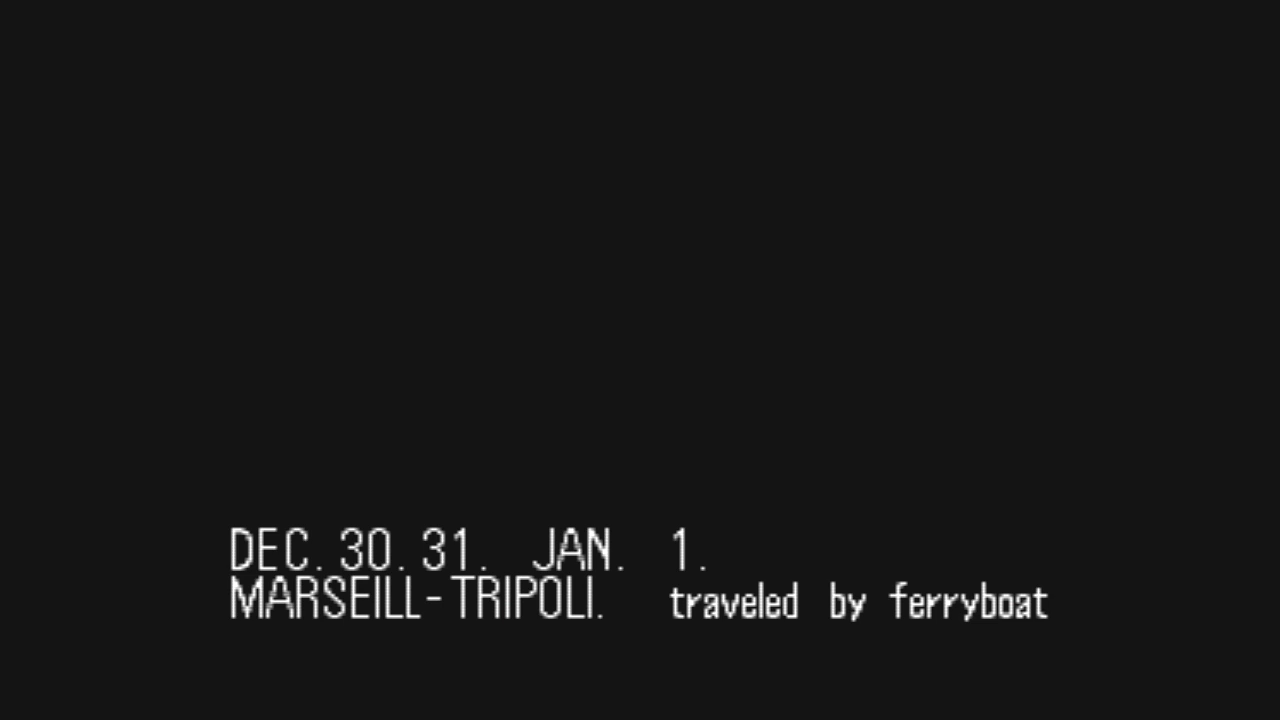 DEC. 30. 31. JAN. 1.
MARSEILL-TRIPOLI. traveled by ferryboat